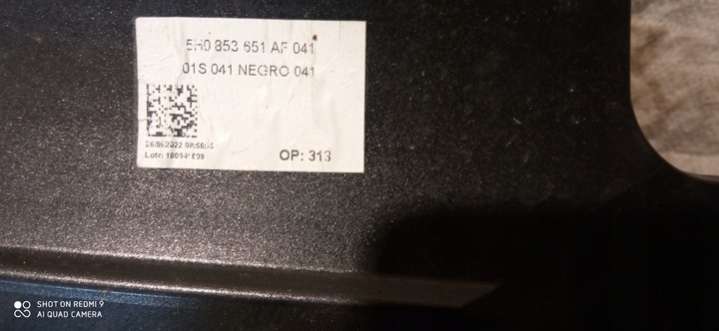 5H0 853 651 AF 041
01S 041 NEGRO 041
OP: 313
SHOT ON REDMI 9
AI QUAD CAMERA